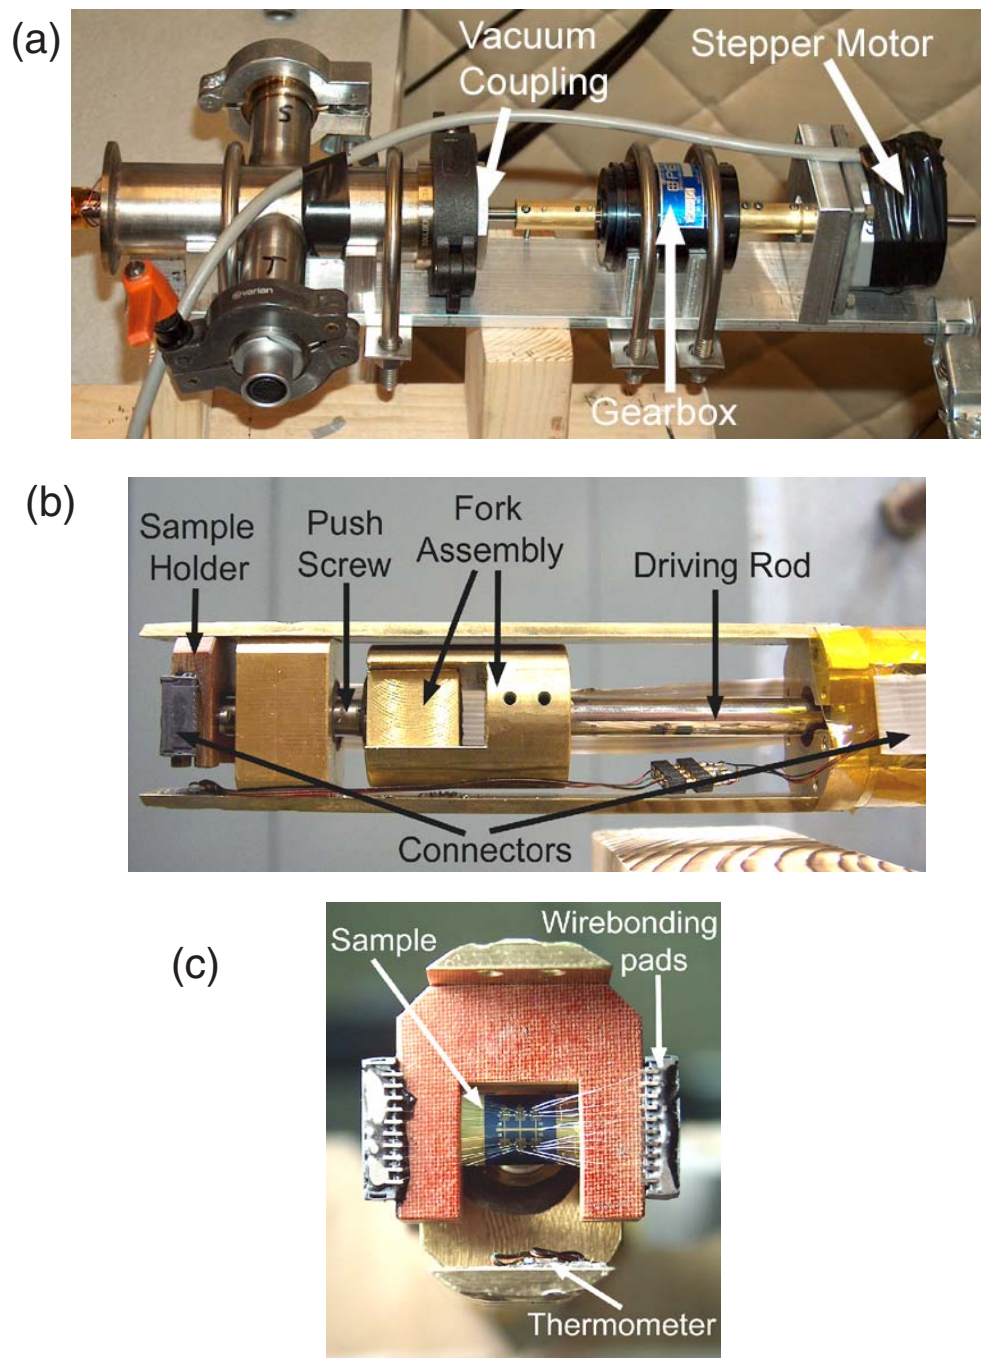 (a)
Vacuum
Coupling
Stepper Motor
S
T
varian
Gearbox
(b)
Sample
Holder
Push
Screw
Fork
Assembly
Driving Rod
Connectors
(c)
Sample
Wirebonding
pads
Thermometer